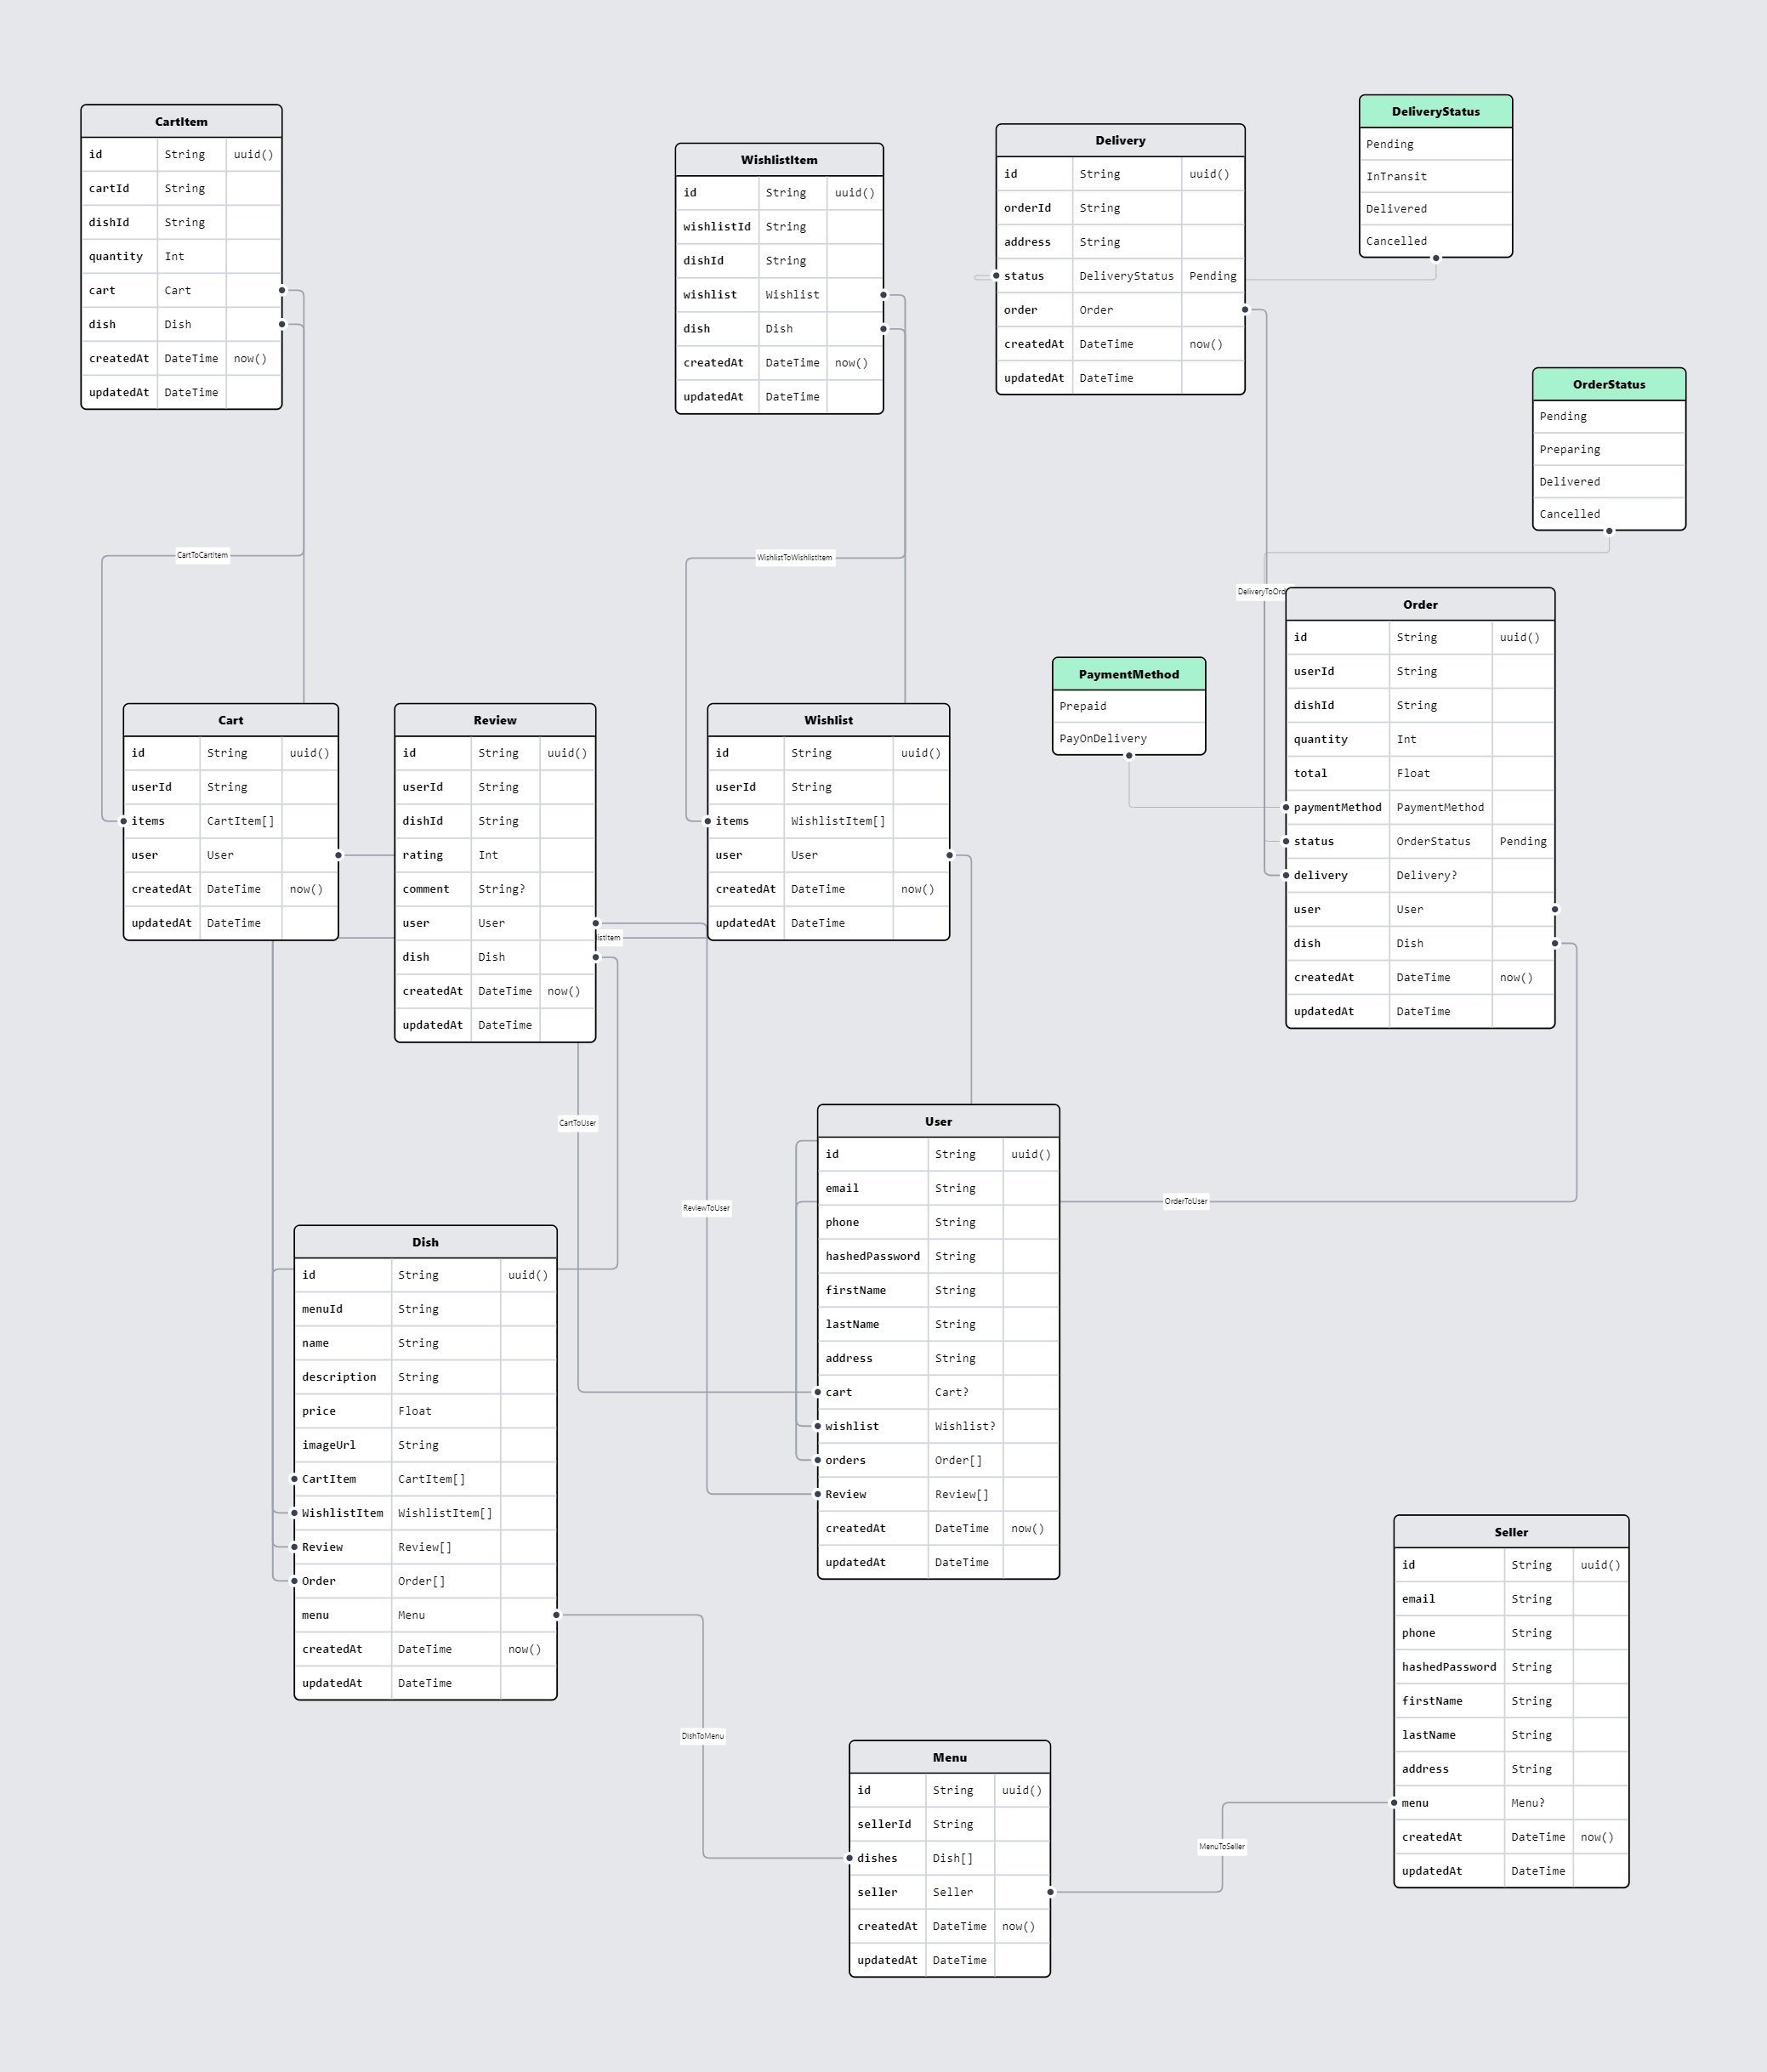 CartItem
id String uuid()
cartId String
dishId String
quantity Int
cart Cart
dish Dish
createdAt DateTime now()
updatedAt DateTime
WishlistItem
id String uuid()
wishlistId String
dishId String
wishlist Wishlist
dish Dish
createdAt DateTime now()
updatedAt DateTime
Delivery
id String uuid()
orderId String
address String
status DeliveryStatus Pending
order Order
createdAt DateTime now()
updatedAt DateTime
DeliveryStatus
Pending
InTransit
Delivered
Cancelled
OrderStatus
Pending
Preparing
Delivered
Cancelled
CartToCartItem
WishlistToWishlistItem
DeliveryToOrd
Order
id String uuid()
userId String
dishId String
quantity Int
total Float
paymentMethod PaymentMethod
status OrderStatus Pending
delivery Delivery?
user User
dish Dish
createdAt DateTime now()
updatedAt DateTime
PaymentMethod
Prepaid
PayOnDelivery
Cart
id String uuid()
userId String
items CartItem[]
user User
createdAt DateTime now()
updatedAt DateTime
Review
id String uuid()
userId String
dishId String
rating Int
comment String?
user User
dish Dish
createdAt DateTime now()
updatedAt DateTime
listItem
Wishlist
id String uuid()
userId String
items WishlistItem[]
user User
createdAt DateTime now()
updatedAt DateTime
CartToUser
ReviewToUser
OrderToUser
User
id String uuid()
email String
phone String
hashedPassword String
firstName String
lastName String
address String
cart Cart?
wishlist Wishlist?
orders Order[]
Review Review[]
createdAt DateTime now()
updatedAt DateTime
Dish
id String uuid()
menuId String
name String
description String
price Float
imageUrl String
CartItem CartItem[]
WishlistItem WishlistItem[]
Review Review[]
Order Order[]
menu Menu
createdAt DateTime now()
updatedAt DateTime
DishToMenu
Menu
id String uuid()
sellerId String
dishes Dish[]
seller Seller
createdAt DateTime now()
updatedAt DateTime
MenuToSeller
Seller
id String uuid()
email String
phone String
hashedPassword String
firstName String
lastName String
address String
menu Menu?
createdAt DateTime now()
updatedAt DateTime